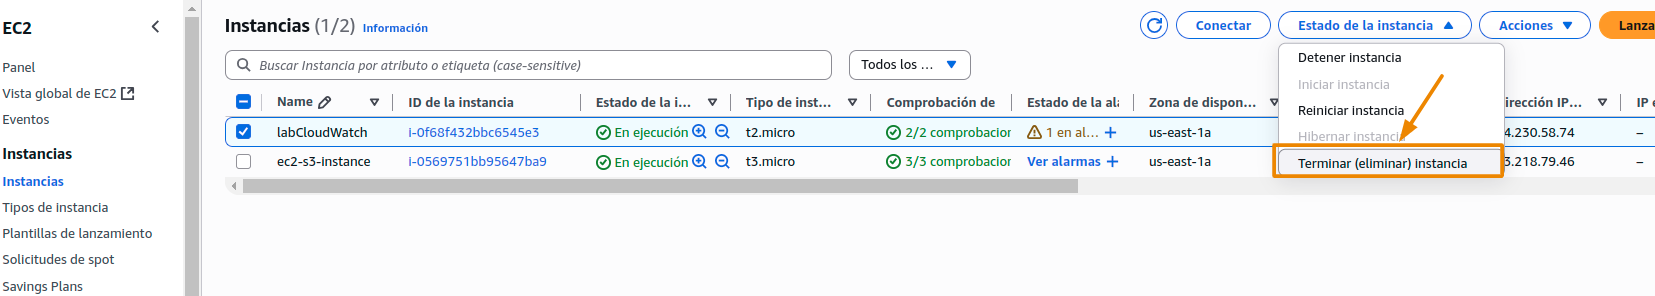 EC2
Panel
Vista global de EC2
Eventos
Instancias
Instancias
Tipos de instancia
Plantillas de lanzamiento
Solicitudes de spot
Savings Plans
Instancias (1/2) Información
Conectar
Estado de la instancia
Acciones
Lanza
Buscar Instancia por atributo o etiqueta (case-sensitive)
Todos los ...
Detener instancia
Iniciar instancia
Reiniciar instancia
Hibernar instancia
Terminar (eliminar) instancia
Name ID de la instancia Estado de la i... Tipo de inst... Comprobación de Estado de la ala Zona de dispon... irección IP... IP e
labCloudWatch i-0f68f432bbc6545e3 En ejecución t2.micro 2/2 comprobacior 1 en al... us-east-1a 4.230.58.74 –
ec2-s3-instance i-0569751bb95647ba9 En ejecución t3.micro 3/3 comprobacior Ver alarmas us-east-1a 3.218.79.46 –